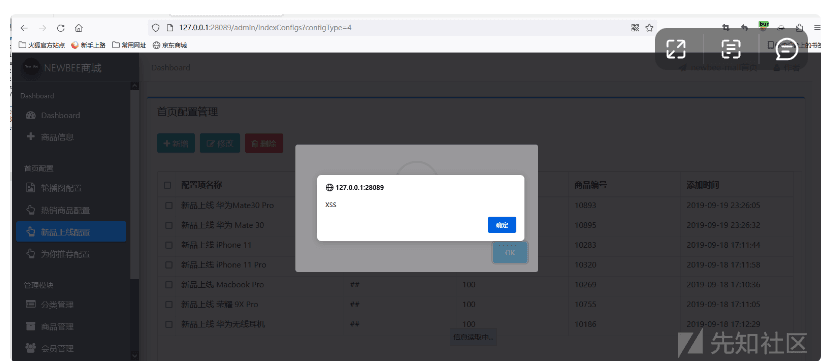 127.0.0.1:28089/admin/indexConfigs?configType=4
火狐官方站点 新手上路 常用网址 京东商城
NEWBEE商城
Dashboard
Dashboard
Dashboard
商品信息
首页配置
轮播图配置
热销商品配置
新品上线配置
为你推荐配置
管理模块
分类管理
商品管理
会员管理
首页配置管理
新增 修改 删除
配置项名称 商品编号 添加时间
新品上线 华为Mate30 Pro 10893 2019-09-19 23:26:05
新品上线 华为 Mate 30 10895 2019-09-19 23:26:32
新品上线 iPhone 11 10283 2019-09-18 17:11:44
新品上线 iPhone 11 Pro 10320 2019-09-18 17:11:58
新品上线 Macbook Pro ## 100 10269 2019-09-18 17:10:36
新品上线 荣耀 9X Pro ## 100 10755 2019-09-18 17:11:05
新品上线 华为无线耳机 ## 100 10186 2019-09-18 17:12:29
127.0.0.1:28089
XSS
确定
OK
先知社区